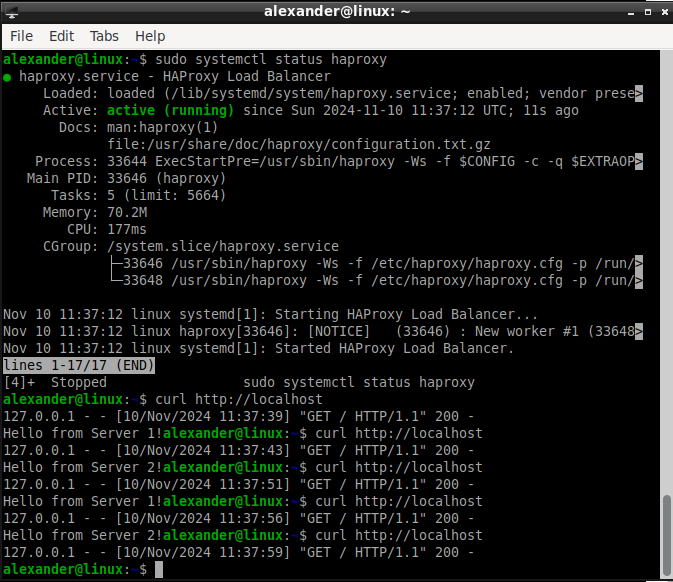 alexander@linux: ~
File Edit Tabs Help
alexander@linux:~$ sudo systemctl status haproxy
● haproxy.service - HAProxy Load Balancer
     Loaded: loaded (/lib/systemd/system/haproxy.service; enabled; vendor prese>
     Active: active (running) since Sun 2024-11-10 11:37:12 UTC; 11s ago
       Docs: man:haproxy(1)
             file:/usr/share/doc/haproxy/configuration.txt.gz
    Process: 33644 ExecStartPre=/usr/sbin/haproxy -Ws -f $CONFIG -c -q $EXTRAOP>
   Main PID: 33646 (haproxy)
      Tasks: 5 (limit: 5664)
     Memory: 70.2M
        CPU: 177ms
     CGroup: /system.slice/haproxy.service
             ├─33646 /usr/sbin/haproxy -Ws -f /etc/haproxy/haproxy.cfg -p /run/>
             └─33648 /usr/sbin/haproxy -Ws -f /etc/haproxy/haproxy.cfg -p /run/>
Nov 10 11:37:12 linux systemd[1]: Starting HAProxy Load Balancer...
Nov 10 11:37:12 linux haproxy[33646]: [NOTICE]   (33646) : New worker #1 (33648>
Nov 10 11:37:12 linux systemd[1]: Started HAProxy Load Balancer.
lines 1-17/17 (END)
[4]+  Stopped                 sudo systemctl status haproxy
alexander@linux:~$ curl http://localhost
127.0.0.1 - - [10/Nov/2024 11:37:39] "GET / HTTP/1.1" 200 -
Hello from Server 1!alexander@linux:~$ curl http://localhost
127.0.0.1 - - [10/Nov/2024 11:37:43] "GET / HTTP/1.1" 200 -
Hello from Server 2!alexander@linux:~$ curl http://localhost
127.0.0.1 - - [10/Nov/2024 11:37:51] "GET / HTTP/1.1" 200 -
Hello from Server 1!alexander@linux:~$ curl http://localhost
127.0.0.1 - - [10/Nov/2024 11:37:56] "GET / HTTP/1.1" 200 -
Hello from Server 2!alexander@linux:~$ curl http://localhost
127.0.0.1 - - [10/Nov/2024 11:37:59] "GET / HTTP/1.1" 200 -
alexander@linux:~$